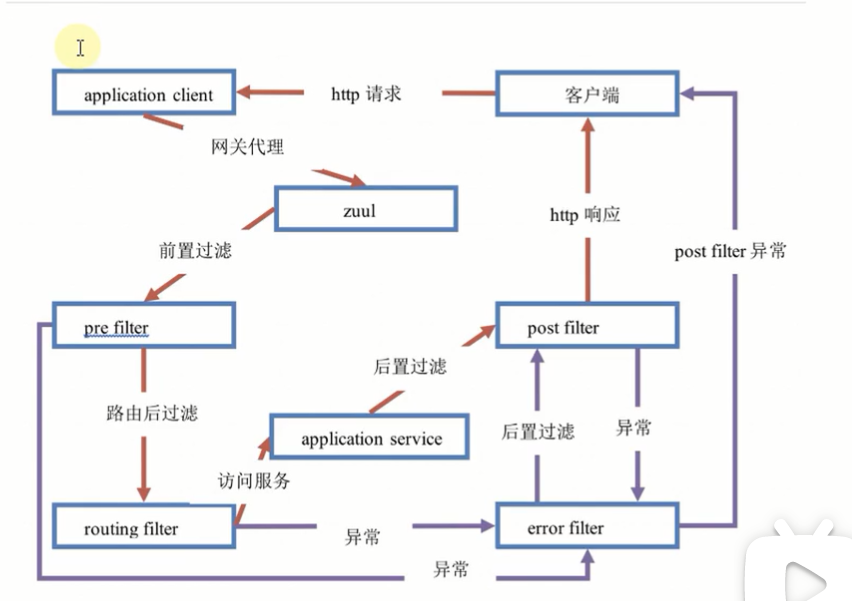 application client
http 请求
客户端
网关代理
zuul
http 响应
前置过滤
post filter 异常
pre filter
post filter
后置过滤
路由后过滤
application service
后置过滤
异常
访问服务
routing filter
异常
error filter
异常